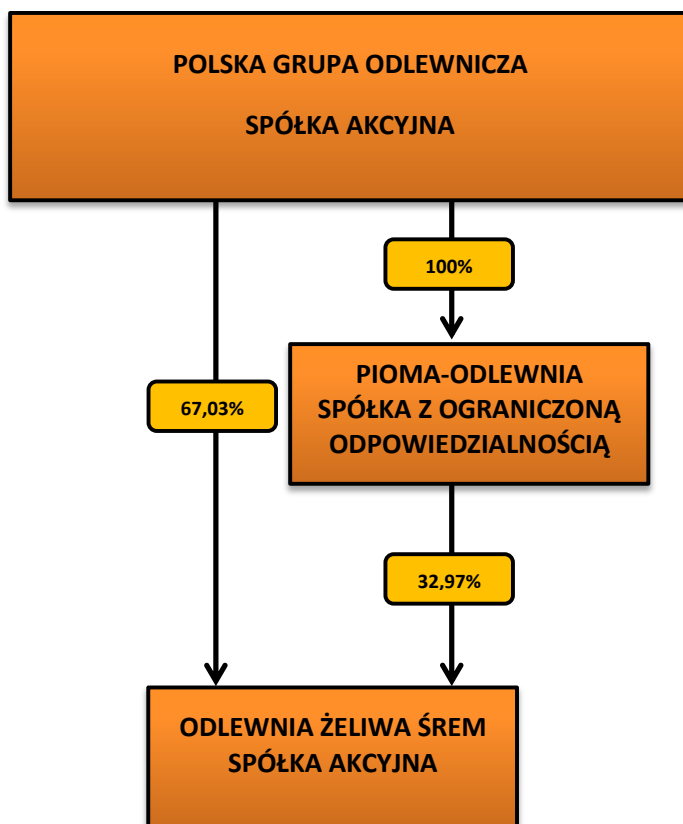 POLSKA GRUPA ODLEWNICZA
SPÓŁKA AKCYJNA
100%
PIOMA-ODLEWNIA
SPÓŁKA Z OGRANICZONĄ
ODPOWIEDZIALNOŚCIĄ
67,03%
32,97%
ODLEWNIA ŻELIWA ŚREM
SPÓŁKA AKCYJNA